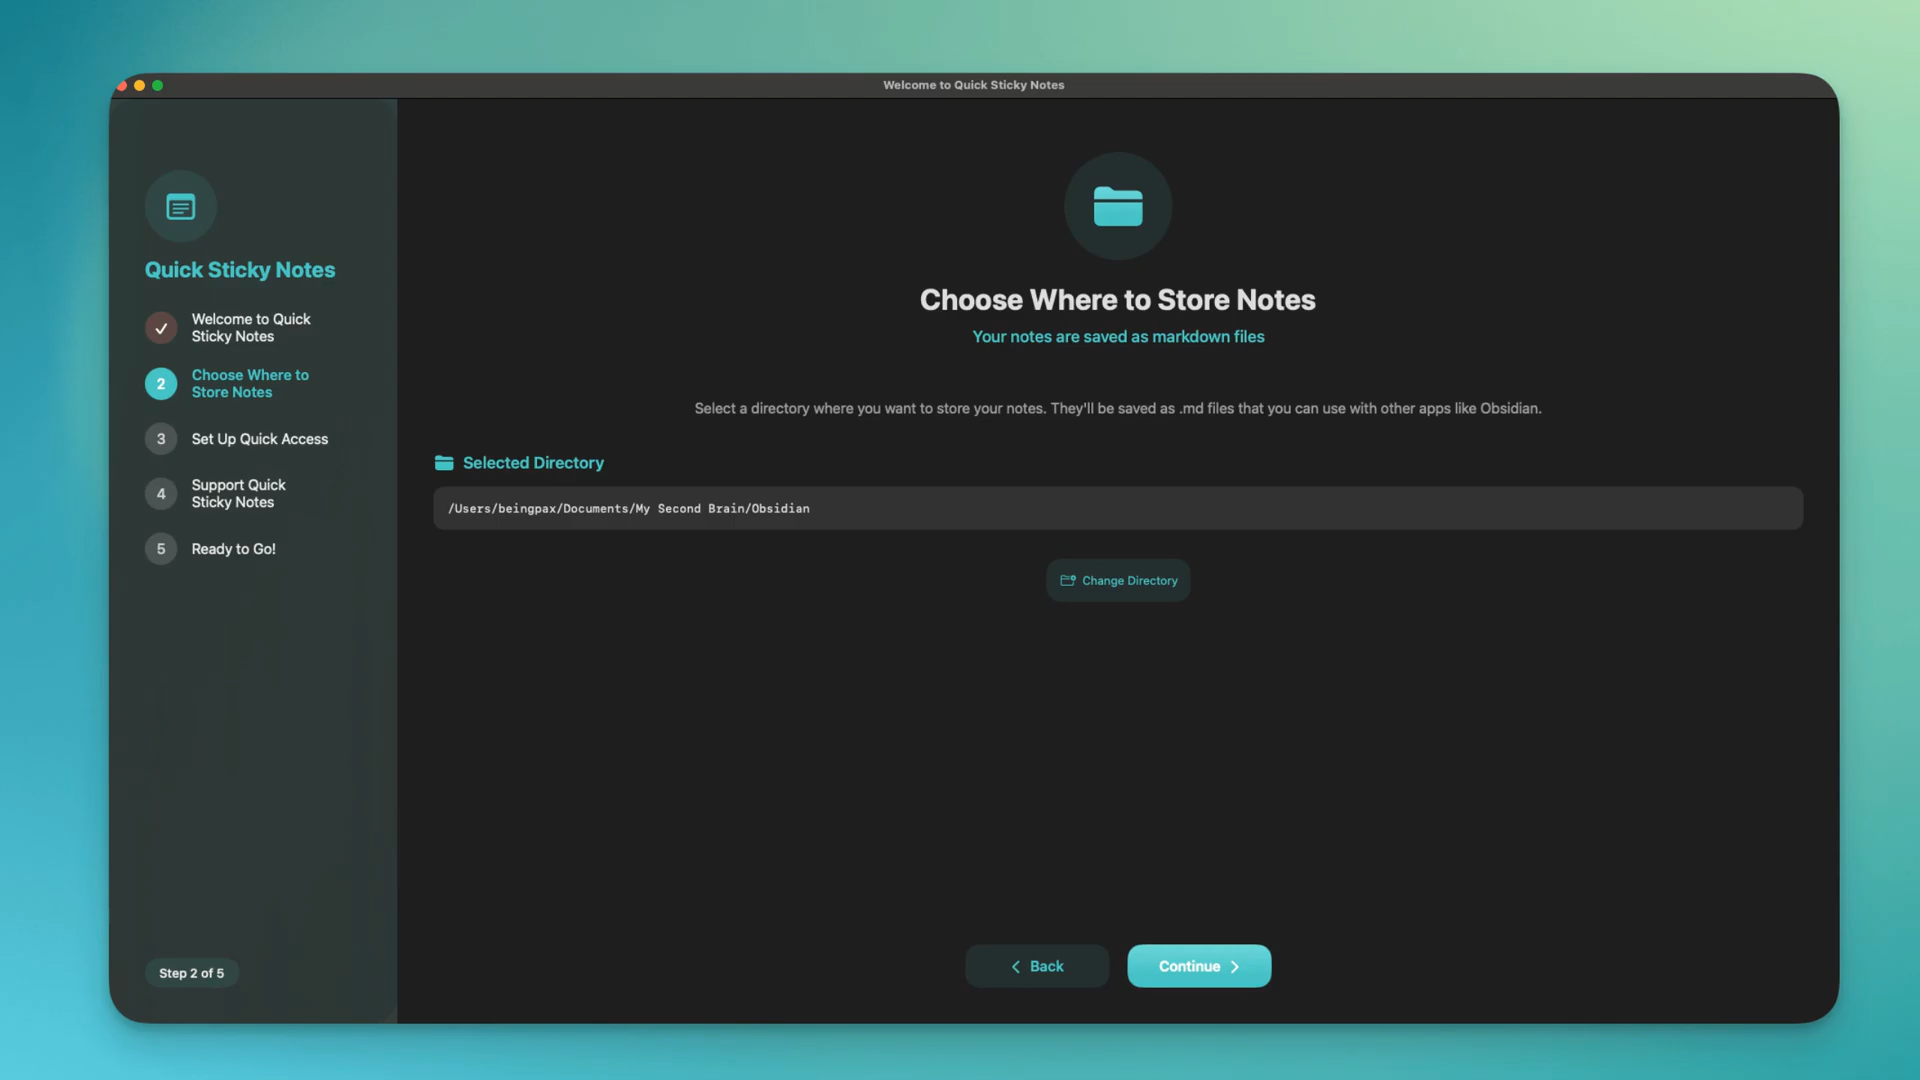 Welcome to Quick Sticky Notes
Quick Sticky Notes
Welcome to Quick
Sticky Notes
2
Choose Where to
Store Notes
3
Set Up Quick Access
4
Support Quick
Sticky Notes
5
Ready to Go!
Step 2 of 5
Choose Where to Store Notes
Your notes are saved as markdown files
Select a directory where you want to store your notes. They'll be saved as .md files that you can use with other apps like Obsidian.
Selected Directory
/Users/beingpax/Documents/My Second Brain/Obsidian
Change Directory
Back
Continue